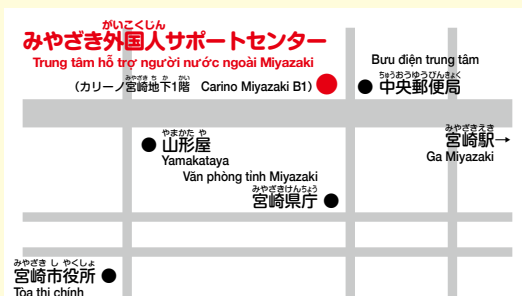 がいこくじん
みやざき外国人サポートセンター
Trung tâm hỗ trợ người nước ngoài Miyazaki
みやざき ち か かい
（カリーノ宮崎地下1階 Carino Miyazaki B1）
Bưu điện trung tâm
ちゅうおうゆうびんきょく
中央郵便局
みやざきえき
宮崎駅→
Ga Miyazaki
やまかた や
山形屋
Yamakataya
Văn phòng tỉnh Miyazaki
みやざきけんちょう
宮崎県庁
みやざき し やくしょ
宮崎市役所
Tòa thị chính